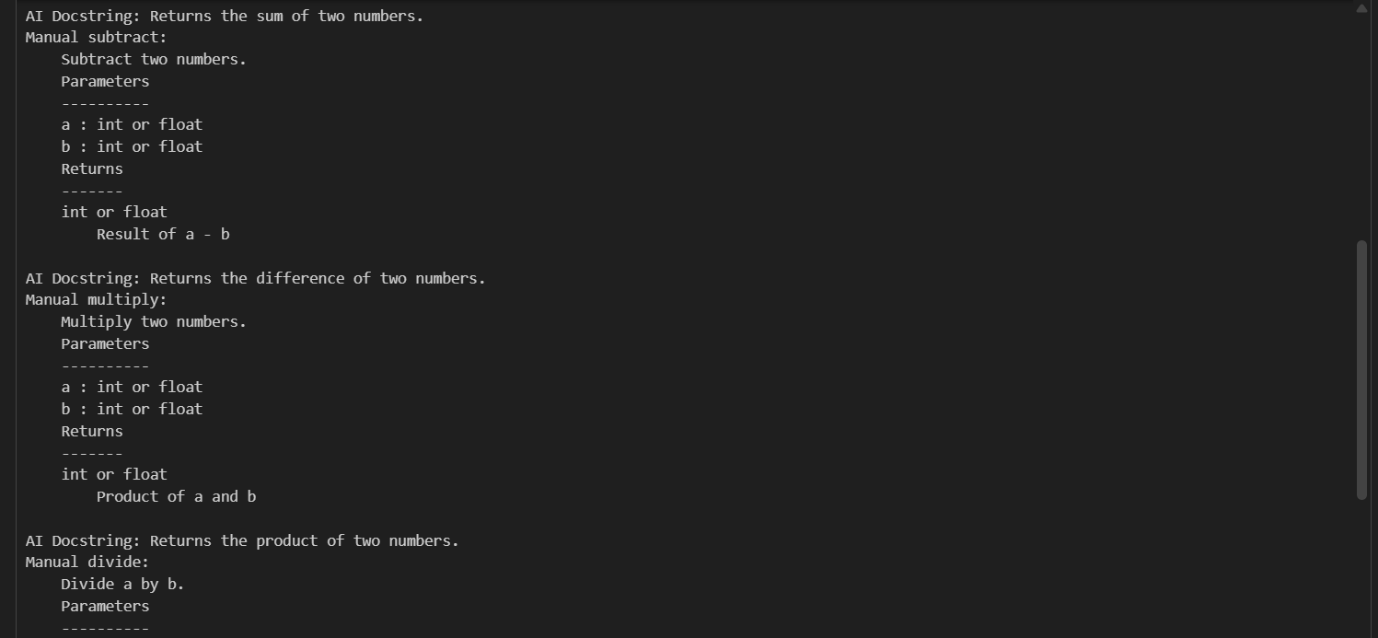 AI Docstring: Returns the sum of two numbers.
Manual subtract:
    Subtract two numbers.
    Parameters
    ----------
    a : int or float
    b : int or float
    Returns
    -------
    int or float
        Result of a - b

AI Docstring: Returns the difference of two numbers.
Manual multiply:
    Multiply two numbers.
    Parameters
    ----------
    a : int or float
    b : int or float
    Returns
    -------
    int or float
        Product of a and b

AI Docstring: Returns the product of two numbers.
Manual divide:
    Divide a by b.
    Parameters
    ----------